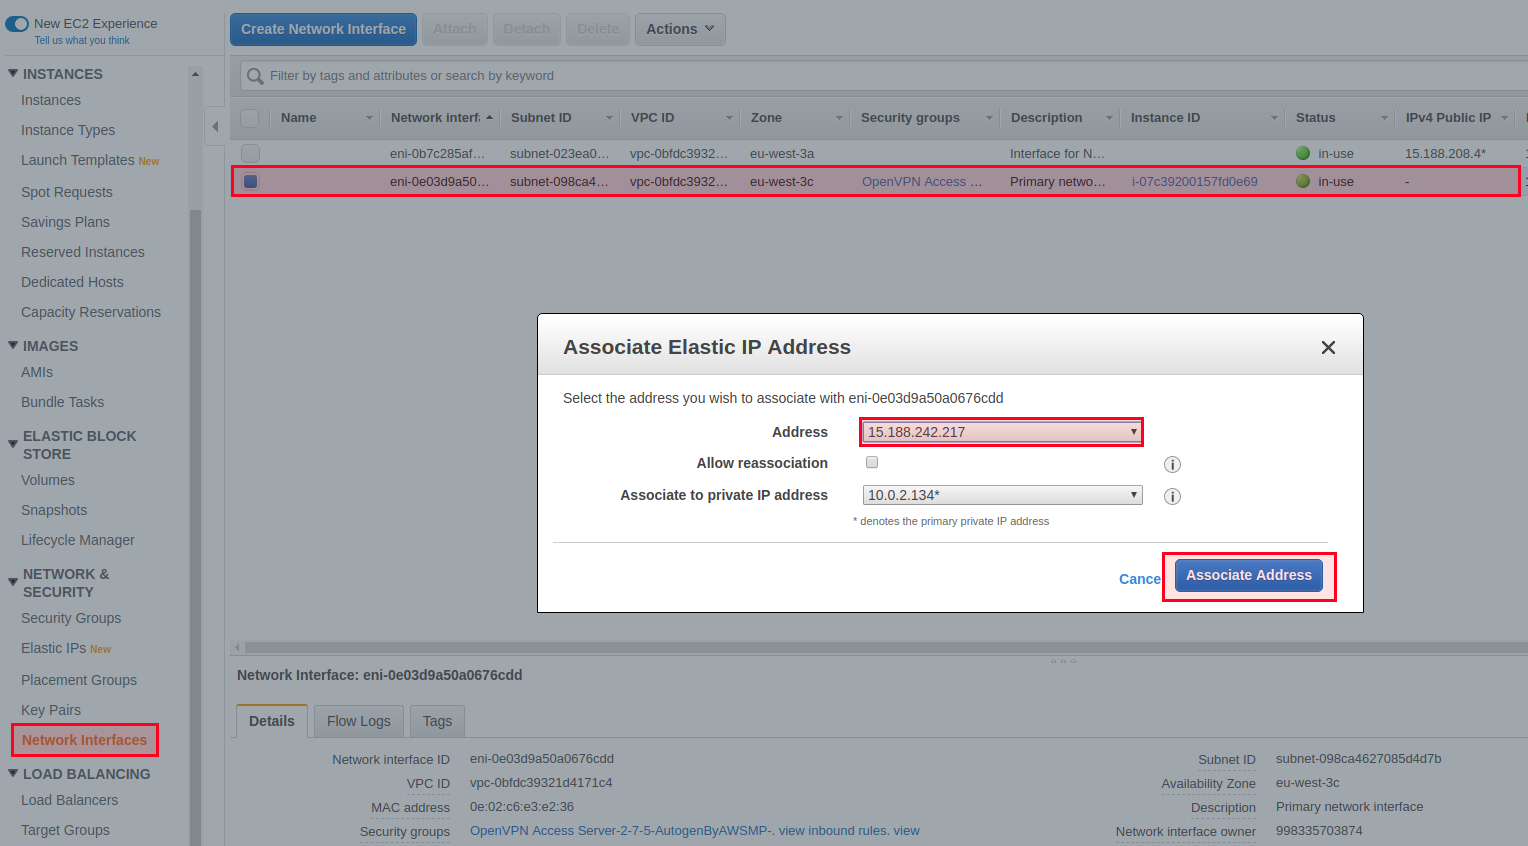 New EC2 Experience
Tell us what you think
INSTANCES
Instances
Instance Types
Launch Templates New
Spot Requests
Savings Plans
Reserved Instances
Dedicated Hosts
Capacity Reservations
IMAGES
AMIs
Bundle Tasks
ELASTIC BLOCK
STORE
Volumes
Snapshots
Lifecycle Manager
NETWORK &
SECURITY
Security Groups
Elastic IPs New
Placement Groups
Key Pairs
Network Interfaces
LOAD BALANCING
Load Balancers
Target Groups
Create Network Interface Attach Detach Delete Actions
Filter by tags and attributes or search by keyword
Name Network interf Subnet ID VPC ID Zone Security groups Description Instance ID Status IPv4 Public IP
eni-0b7c285af... subnet-023ea0... vpc-0bfdc3932... eu-west-3a Interface for N... in-use 15.188.208.4*
eni-0e03d9a50... subnet-098ca4... vpc-0bfdc3932... eu-west-3c OpenVPN Access ... Primary netwo... i-07c39200157fd0e69 in-use -
Associate Elastic IP Address
Select the address you wish to associate with eni-0e03d9a50a0676cdd
Address 15.188.242.217
Allow reassociation
Associate to private IP address 10.0.2.134*
* denotes the primary private IP address
Cance Associate Address
Network Interface: eni-0e03d9a50a0676cdd
Details Flow Logs Tags
Network interface ID eni-0e03d9a50a0676cdd Subnet ID subnet-098ca4627085d4d7b
VPC ID vpc-0bfdc39321d4171c4 Availability Zone eu-west-3c
MAC address 0e:02:c6:e3:e2:36 Description Primary network interface
Security groups OpenVPN Access Server-2-7-5-AutogenByAWSMP-. view inbound rules. view Network interface owner 998335703874